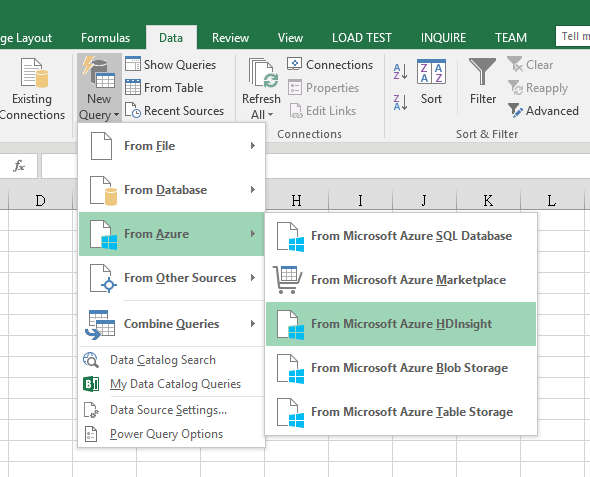 ge Layout Formulas Data Review View LOAD TEST INQUIRE TEAM Tell m
Existing Connections
New Query
Show Queries
From Table
Recent Sources
Refresh All
Connections
Properties
Edit Links
Connections
Sort
Filter
Clear
Reapply
Advanced
Sort & Filter
fx
D H I J K L
From File
From Database
From Azure
From Other Sources
Combine Queries
Data Catalog Search
My Data Catalog Queries
Data Source Settings...
Power Query Options
From Microsoft Azure SQL Database
From Microsoft Azure Marketplace
From Microsoft Azure HDInsight
From Microsoft Azure Blob Storage
From Microsoft Azure Table Storage